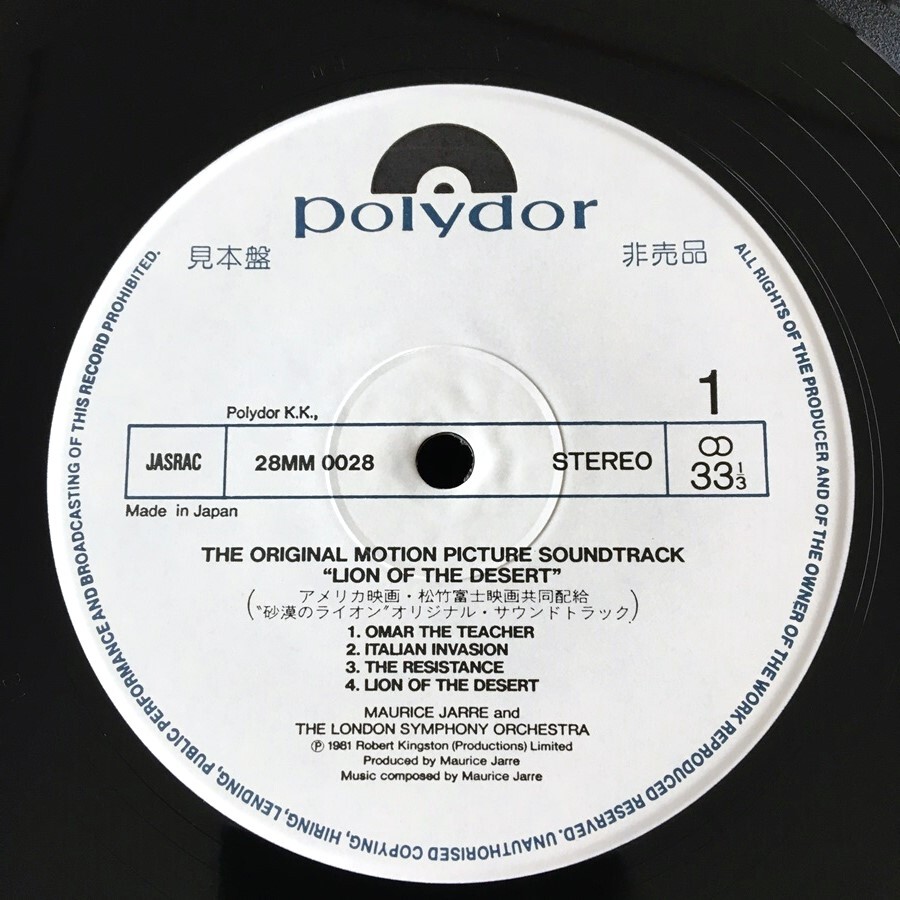 polydor
見本盤
非売品
1
Polydor K.K.,
JASRAC
28MM 0028
STEREO
33⅓
Made in Japan
THE ORIGINAL MOTION PICTURE SOUNDTRACK
“LION OF THE DESERT”
(アメリカ映画・松竹富士映画共同配給
“砂漠のライオン”オリジナル・サウンドトラック)
1. OMAR THE TEACHER
2. ITALIAN INVASION
3. THE RESISTANCE
4. LION OF THE DESERT
MAURICE JARRE and
THE LONDON SYMPHONY ORCHESTRA
Ⓟ 1981 Robert Kingston (Productions) Limited
Produced by Maurice Jarre
Music composed by Maurice Jarre
ALL RIGHTS OF THE PRODUCER AND OF THE OWNER OF THE WORK REPRODUCED RESERVED. UNAUTHORISED COPYING, HIRING, LENDING, PUBLIC PERFORMANCE AND BROADCASTING OF THIS RECORD PROHIBITED.